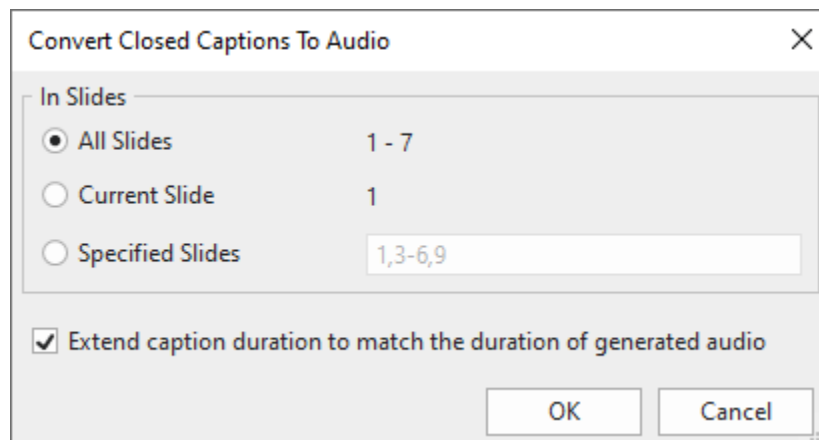 Convert Closed Captions To Audio
In Slides
All Slides 1 - 7
Current Slide 1
Specified Slides 1,3-6,9
Extend caption duration to match the duration of generated audio
OK Cancel